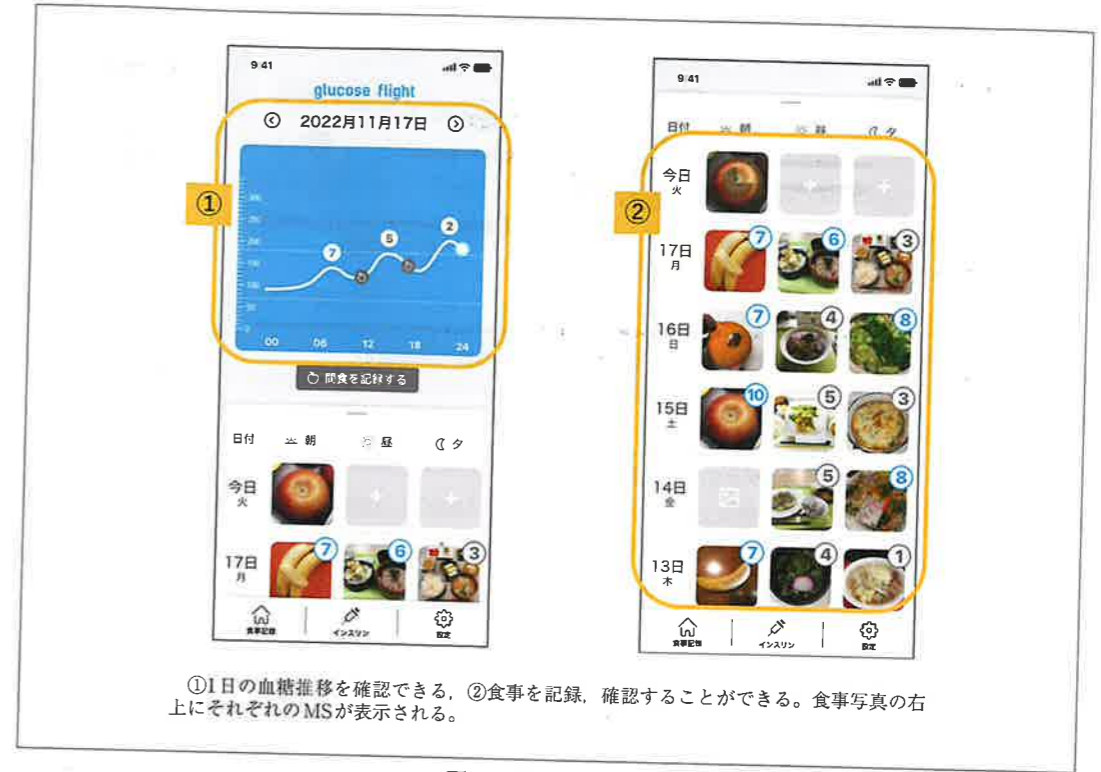 9:41
glucose flight
2022月11月17日
①
300
250
200
150
100
50
0
7
5
2
00 06 12 18 24
間食を記録する
日付 朝 昼 夕
今日
火
17日
月
7 6 3
食事記録 インスリン 設定
9:41
日付 朝 昼 夕
②
今日
火
17日
月
7 6 3
16日
日
7 4 8
15日
土
10 5 3
14日
金
5 8
13日
木
7 4 1
食事記録 インスリン 設定
①1日の血糖推移を確認できる，②食事を記録，確認することができる。食事写真の右
上にそれぞれのMSが表示される。